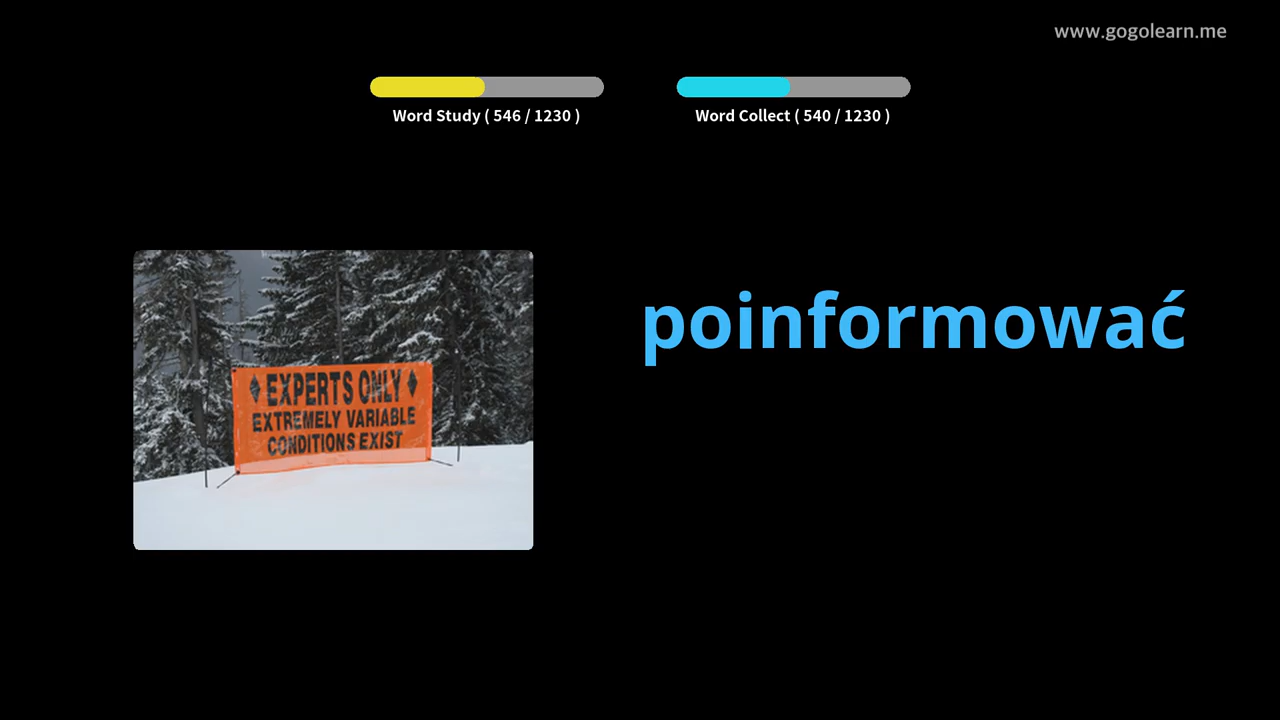 www.gogolearn.me
Word Study ( 546 / 1230 )
Word Collect ( 540 / 1230 )
poinformować
EXPERTS ONLY
EXTREMELY VARIABLE
CONDITIONS EXIST